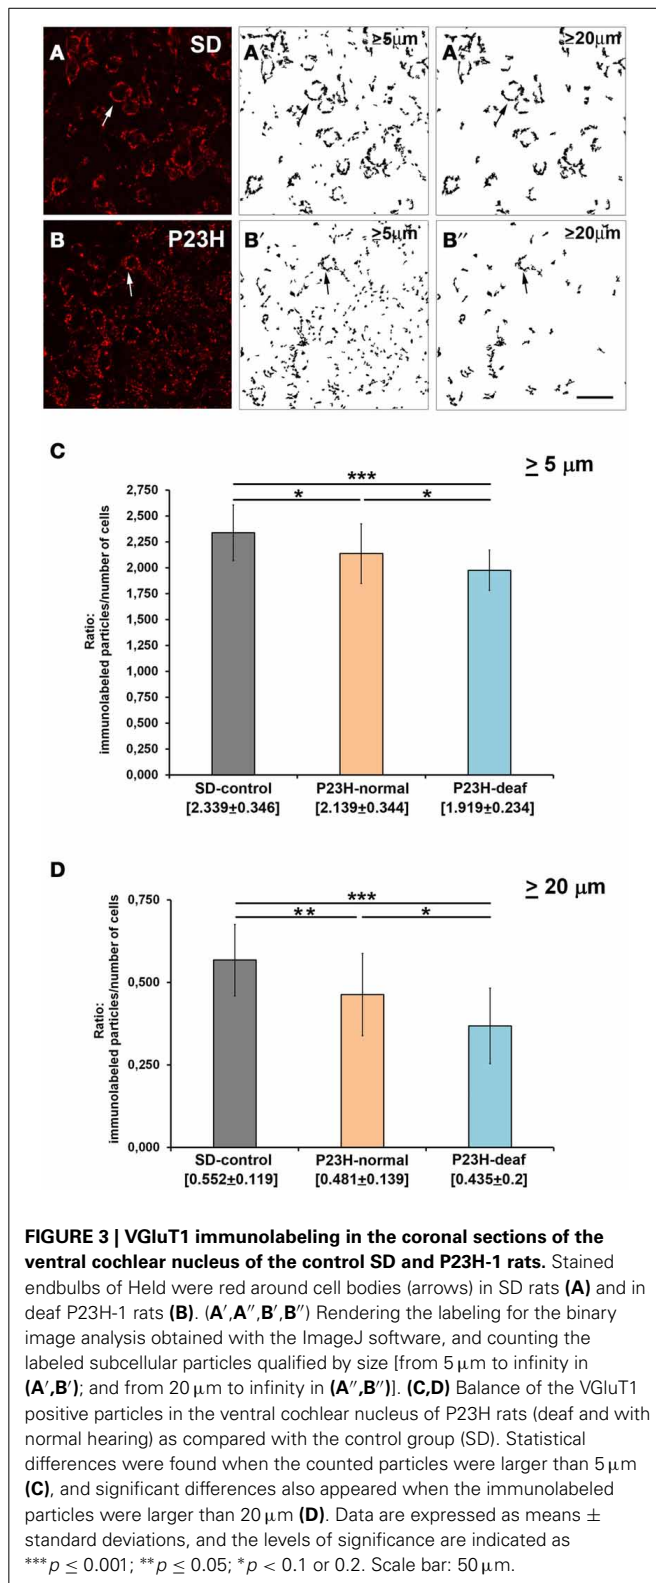 A SD
A′ ≥5µm
A″ ≥20µm
B P23H
B′ ≥5µm
B″ ≥20µm
C
≥ 5 µm
***
* *
2,750
2,500
2,250
2,000
1,750
1,500
1,250
1,000
0,750
0,500
0,250
0,000
Ratio:
immunolabeled particles/number of cells
SD-control P23H-normal P23H-deaf
[2.339±0.346] [2.139±0.344] [1.919±0.234]
D
≥ 20 µm
***
** *
0,750
0,500
0,250
0,000
Ratio:
immunolabeled particles/number of cells
SD-control P23H-normal P23H-deaf
[0.552±0.119] [0.481±0.139] [0.435±0.2]
FIGURE 3 | VGluT1 immunolabeling in the coronal sections of the
ventral cochlear nucleus of the control SD and P23H-1 rats. Stained
endbulbs of Held were red around cell bodies (arrows) in SD rats (A) and in
deaf P23H-1 rats (B). (A′,A″,B′,B″) Rendering the labeling for the binary
image analysis obtained with the ImageJ software, and counting the
labeled subcellular particles qualified by size [from 5 µm to infinity in
(A′,B′); and from 20 µm to infinity in (A″,B″)]. (C,D) Balance of the VGluT1
positive particles in the ventral cochlear nucleus of P23H rats (deaf and with
normal hearing) as compared with the control group (SD). Statistical
differences were found when the counted particles were larger than 5 µm
(C), and significant differences also appeared when the immunolabeled
particles were larger than 20 µm (D). Data are expressed as means ±
standard deviations, and the levels of significance are indicated as
***p ≤ 0.001; **p ≤ 0.05; *p < 0.1 or 0.2. Scale bar: 50 µm.